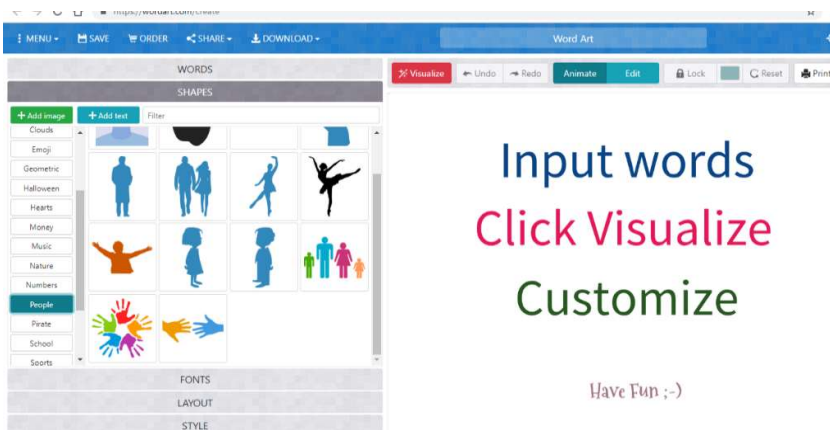 https://wordart.com/create
MENU SAVE ORDER SHARE DOWNLOAD Word Art
WORDS
SHAPES
Add image Add text Filter
Clouds
Emoji
Geometric
Halloween
Hearts
Money
Music
Nature
Numbers
People
Pirate
School
Sports
FONTS
LAYOUT
STYLE
Visualize Undo Redo Animate Edit Lock Reset Print
Input words
Click Visualize
Customize
Have Fun ;-)